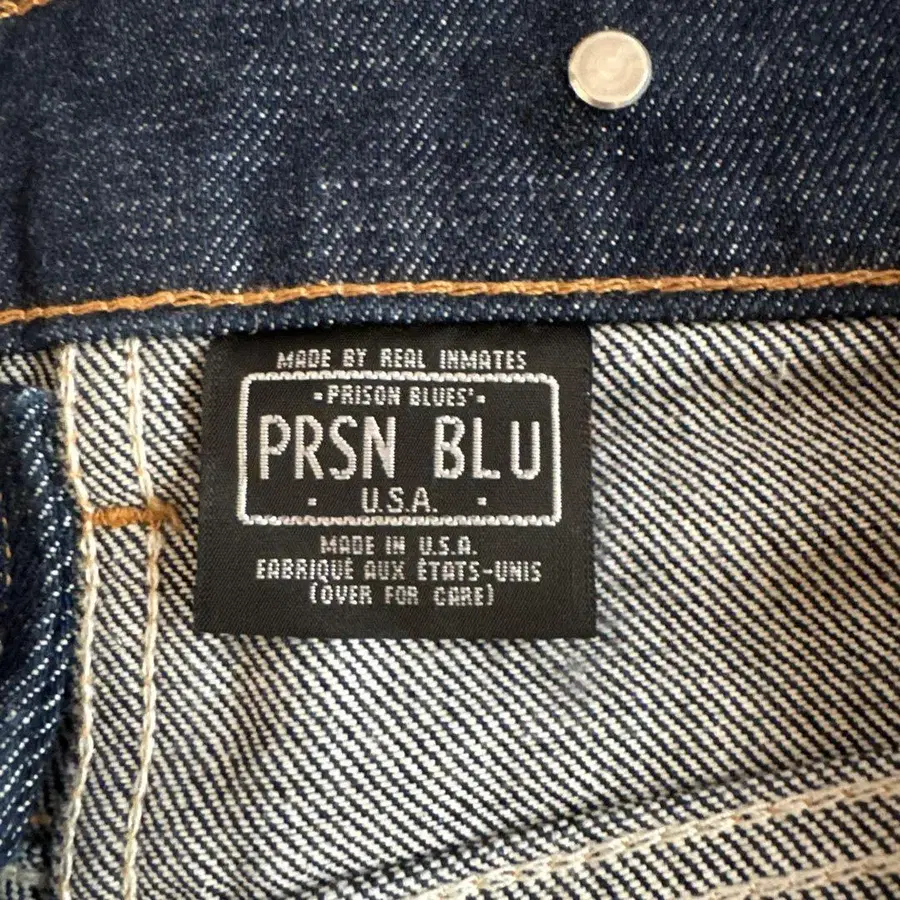 MADE BY REAL INMATES
·PRISON BLUES'·
PRSN BLU
· U.S.A. ·
MADE IN U.S.A.
FABRIQUÉ AUX ÉTATS-UNIS
(OVER FOR CARE)